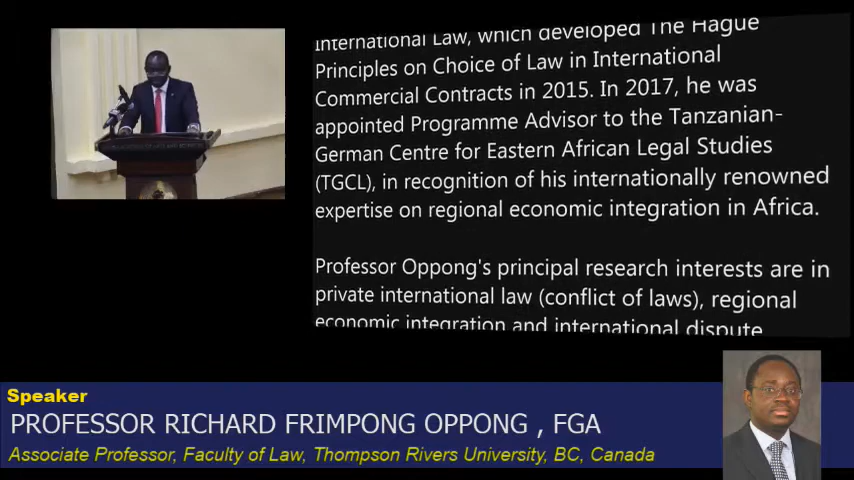 International Law, which developed The Hague
Principles on Choice of Law in International
Commercial Contracts in 2015. In 2017, he was
appointed Programme Advisor to the Tanzanian-
German Centre for Eastern African Legal Studies
(TGCL), in recognition of his internationally renowned
expertise on regional economic integration in Africa.
Professor Oppong's principal research interests are in
private international law (conflict of laws), regional
economic integration and international dispute
Speaker
PROFESSOR RICHARD FRIMPONG OPPONG , FGA
Associate Professor, Faculty of Law, Thompson Rivers University, BC, Canada